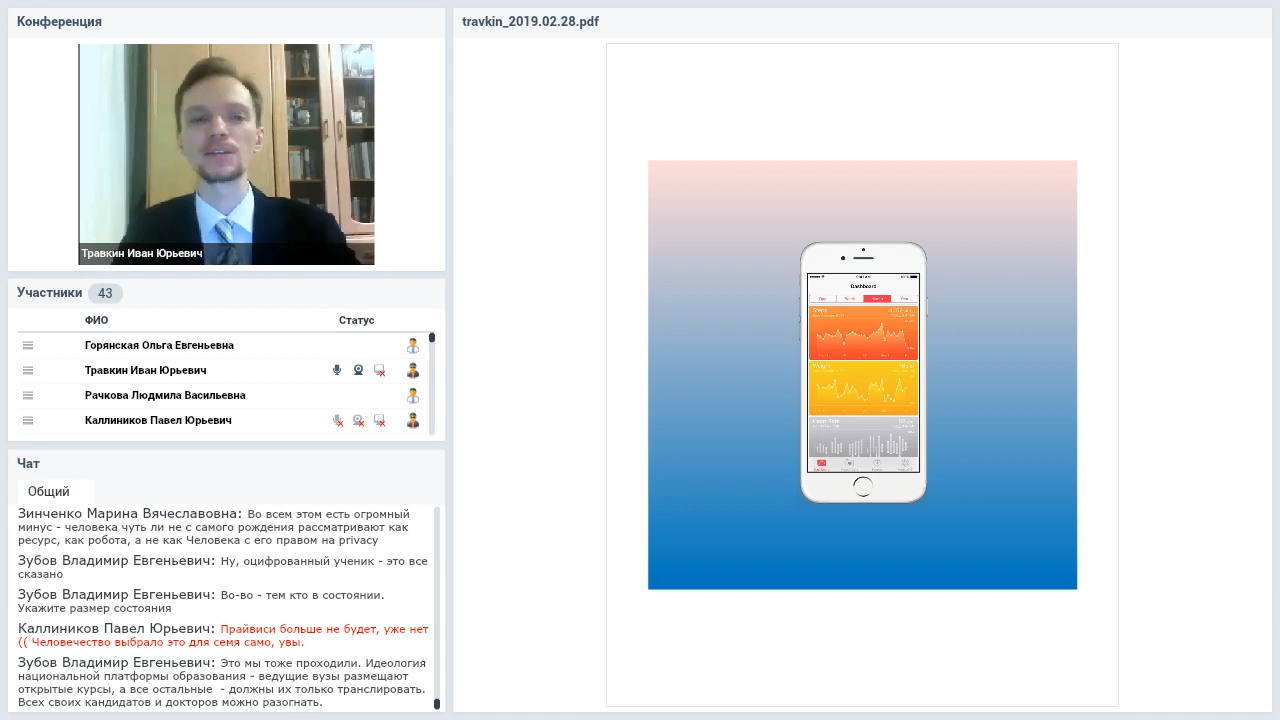 Конференция
Травкин Иван Юрьевич
Участники 43
ФИО Статус
Горянская Ольга Евгеньевна
Травкин Иван Юрьевич
Рачкова Людмила Васильевна
Каллиников Павел Юрьевич
Чат
Общий
Зинченко Марина Вячеславовна: Во всем этом есть огромный
минус - человека чуть ли не с самого рождения рассматривают как
ресурс, как робота, а не как Человека с его правом на privacy
Зубов Владимир Евгеньевич: Ну, оцифрованный ученик - это все
сказано
Зубов Владимир Евгеньевич: Во-во - тем кто в состоянии.
Укажите размер состояния
Каллиников Павел Юрьевич: Прайвиси больше не будет, уже нет
(( Человечество выбрало это для семя само, увы.
Зубов Владимир Евгеньевич: Это мы тоже проходили. Идеология
национальной платформы образования - ведущие вузы размещают
открытые курсы, а все остальные - должны их только транслировать.
Всех своих кандидатов и докторов можно разогнать.
travkin_2019.02.28.pdf
Dashboard
Steps
Weight
Heart Rate